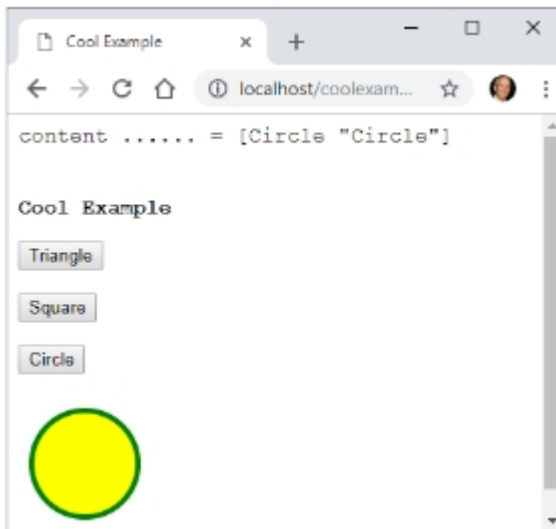 Cool Example
localhost/coolexam...
content ...... = [Circle "Circle"]
Cool Example
Triangle
Square
Circle